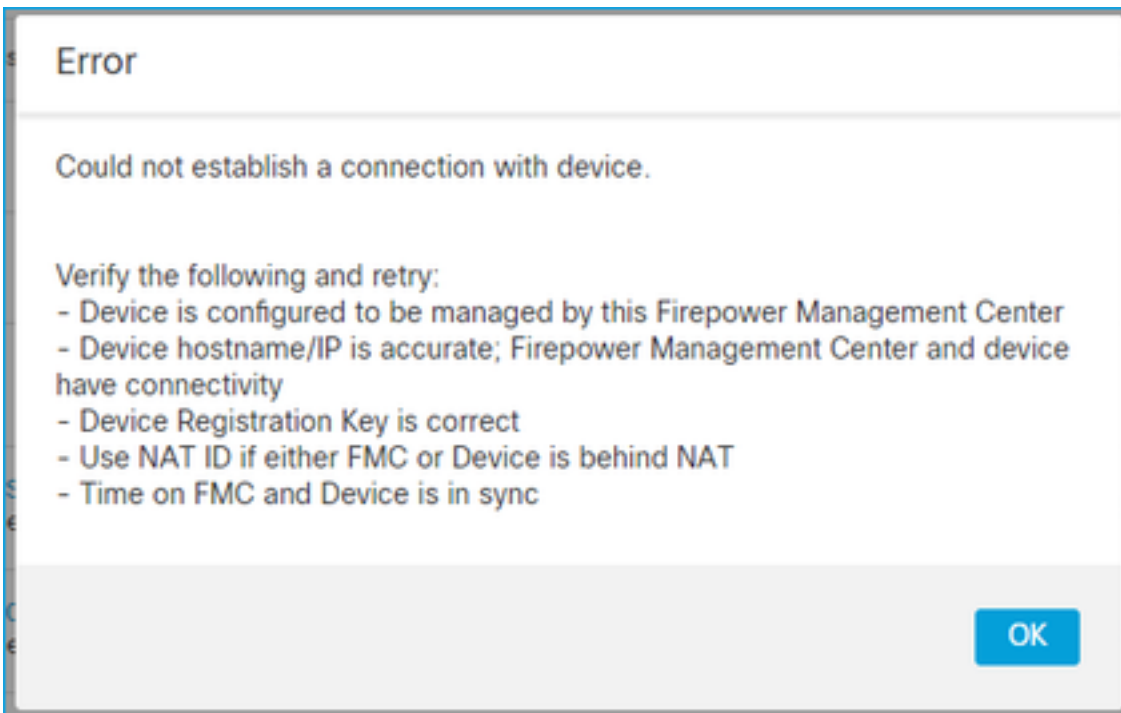 Error
Could not establish a connection with device.
Verify the following and retry:
- Device is configured to be managed by this Firepower Management Center
- Device hostname/IP is accurate; Firepower Management Center and device
have connectivity
- Device Registration Key is correct
- Use NAT ID if either FMC or Device is behind NAT
- Time on FMC and Device is in sync
OK